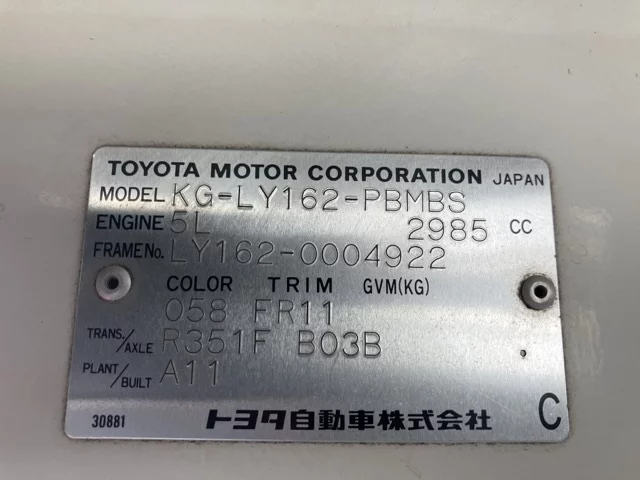 TOYOTA MOTOR CORPORATION JAPAN
MODEL KG-LY162-PBMBS
ENGINE 5L 2985 CC
FRAME No. LY162-0004922
COLOR TRIM GVM(KG)
058 FR11
TRANS./AXLE R351F B03B
PLANT/BUILT A11
30881 トヨタ自動車株式会社 C